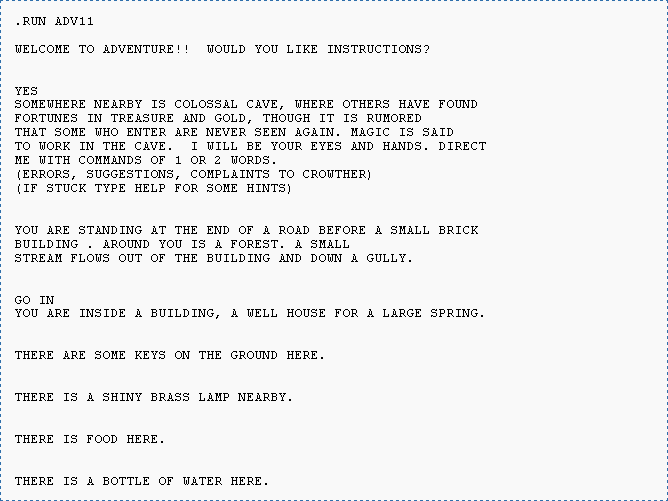 .RUN ADV11
WELCOME TO ADVENTURE!!  WOULD YOU LIKE INSTRUCTIONS?
YES
SOMEWHERE NEARBY IS COLOSSAL CAVE, WHERE OTHERS HAVE FOUND
FORTUNES IN TREASURE AND GOLD, THOUGH IT IS RUMORED
THAT SOME WHO ENTER ARE NEVER SEEN AGAIN. MAGIC IS SAID
TO WORK IN THE CAVE.  I WILL BE YOUR EYES AND HANDS. DIRECT
ME WITH COMMANDS OF 1 OR 2 WORDS.
(ERRORS, SUGGESTIONS, COMPLAINTS TO CROWTHER)
(IF STUCK TYPE HELP FOR SOME HINTS)
YOU ARE STANDING AT THE END OF A ROAD BEFORE A SMALL BRICK
BUILDING . AROUND YOU IS A FOREST. A SMALL
STREAM FLOWS OUT OF THE BUILDING AND DOWN A GULLY.
GO IN
YOU ARE INSIDE A BUILDING, A WELL HOUSE FOR A LARGE SPRING.
THERE ARE SOME KEYS ON THE GROUND HERE.
THERE IS A SHINY BRASS LAMP NEARBY.
THERE IS FOOD HERE.
THERE IS A BOTTLE OF WATER HERE.